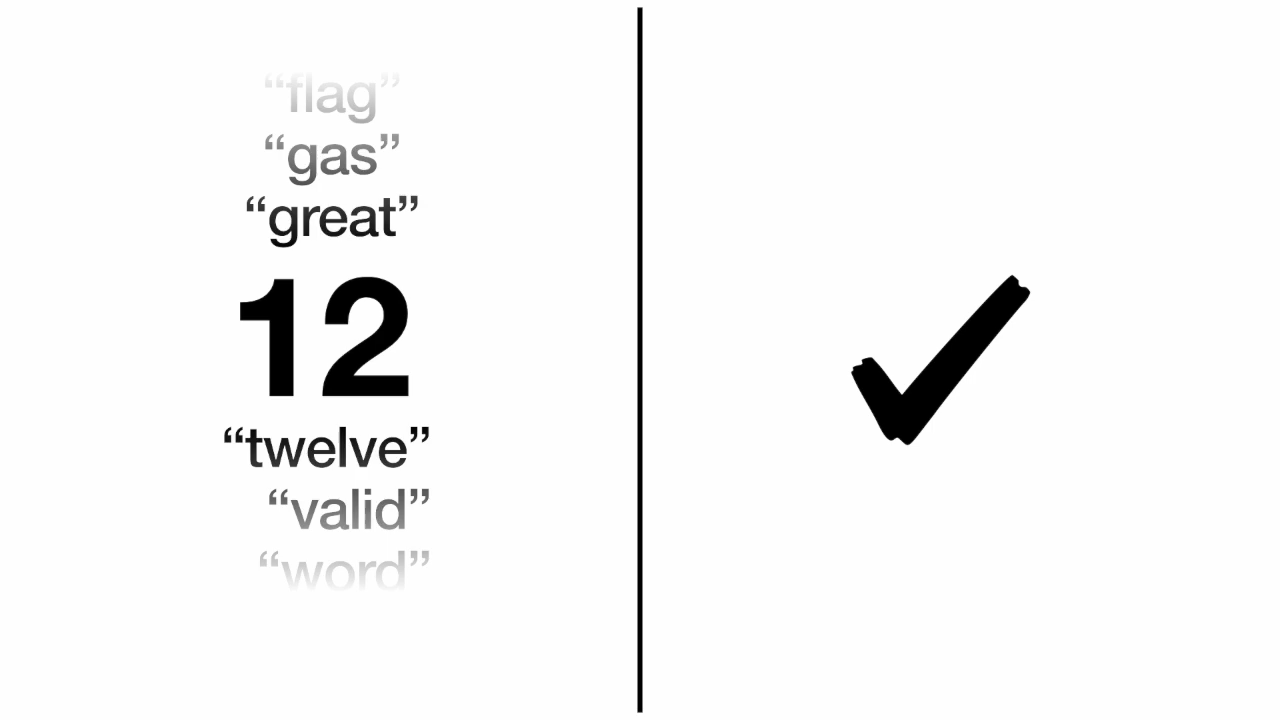 “flag”
“gas”
“great”
12
“twelve”
“valid”
“word”